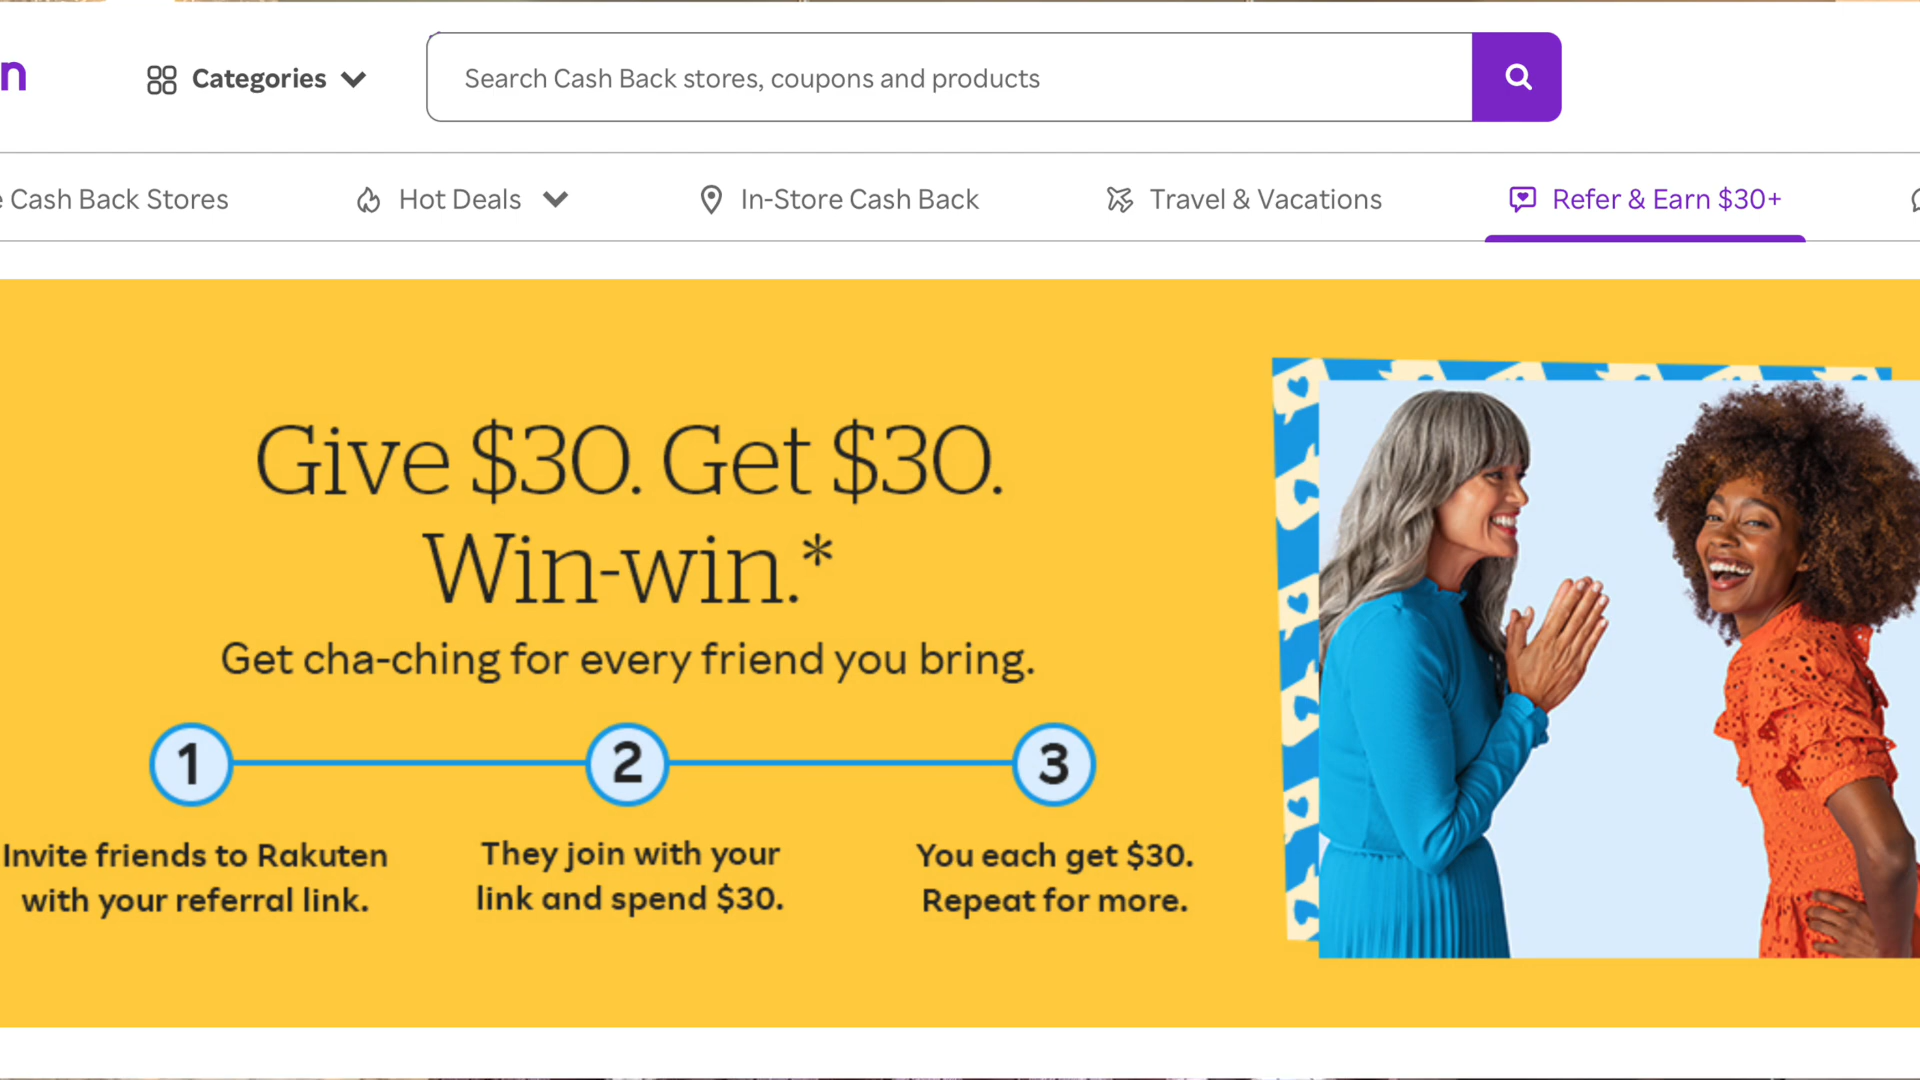 n
Categories
Search Cash Back stores, coupons and products
Cash Back Stores
Hot Deals
In-Store Cash Back
Travel & Vacations
Refer & Earn $30+
Give $30. Get $30.
Win-win.*
Get cha-ching for every friend you bring.
1
2
3
Invite friends to Rakuten
with your referral link.
They join with your
link and spend $30.
You each get $30.
Repeat for more.